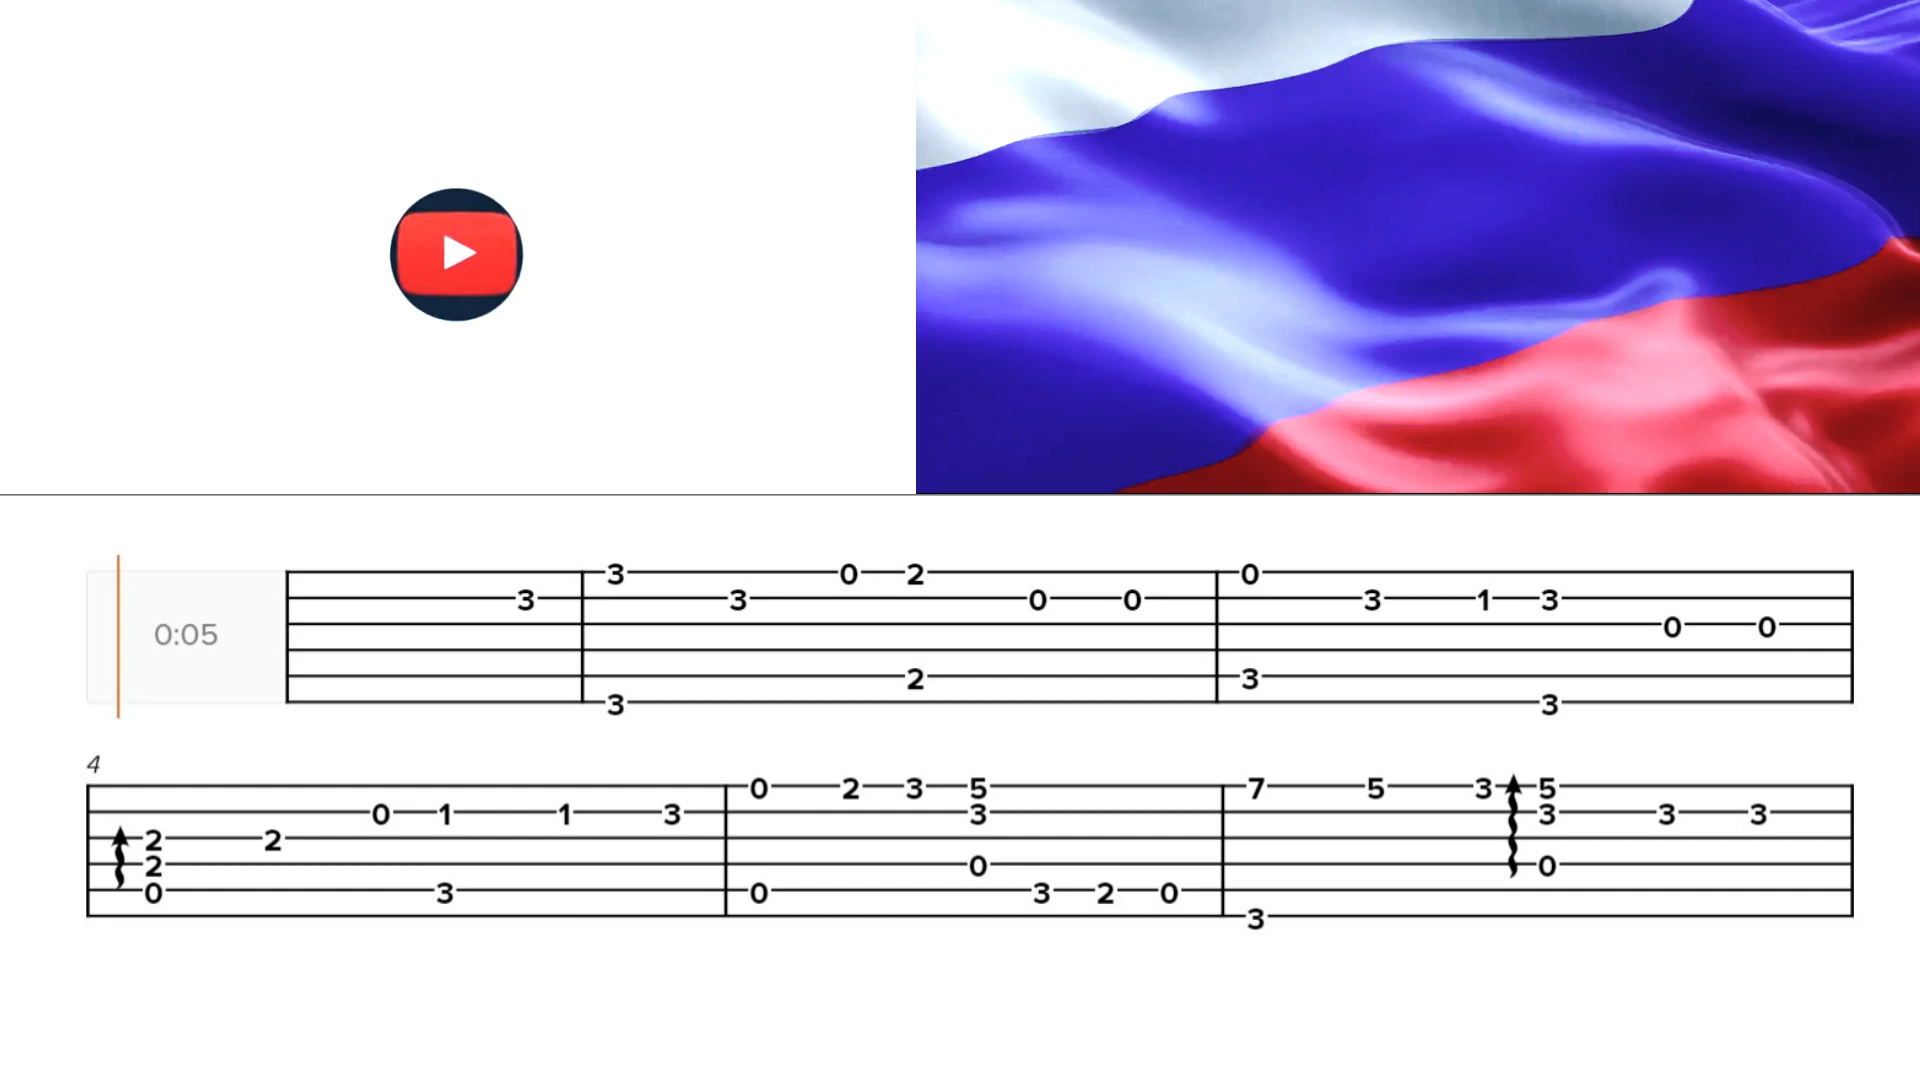 3 0 2 0
3 3 0 0 3 1 3
0:05 0 0
2 3
3 3
4
0 2 3 5 7 5 3 5
0 1 1 3 3 3 3 3
2 2
2 0 0
0 3 0 3 2 0
3